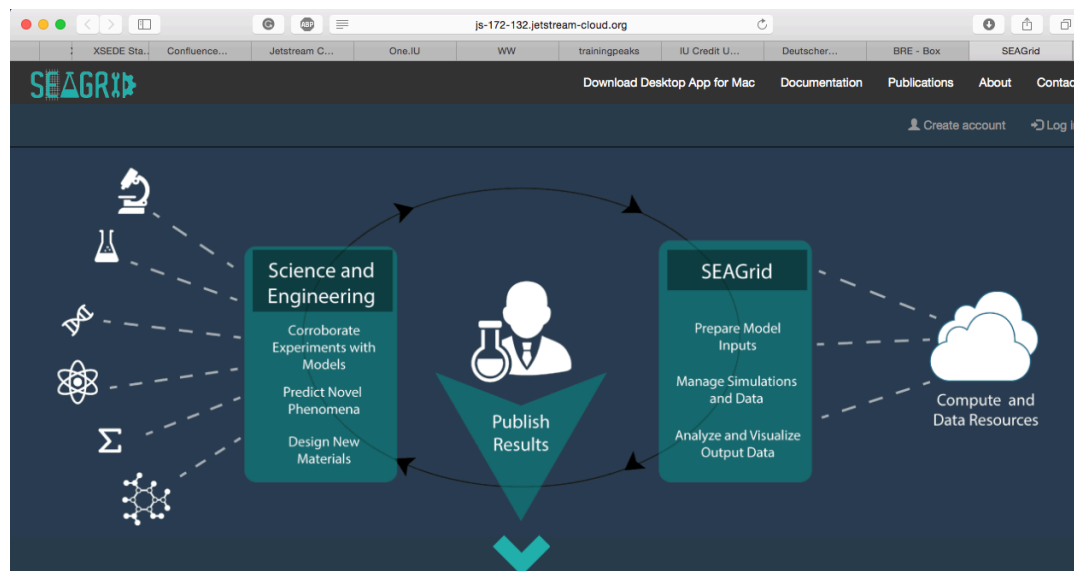 js-172-132.jetstream-cloud.org
XSEDE Sta... Confluence... Jetstream C... One.IU WW trainingpeaks IU Credit U... Deutscher... BRE - Box SEAGrid
SEAGRID
Download Desktop App for Mac Documentation Publications About Contac
Create account Log I
Science and
Engineering
Corroborate
Experiments with
Models
Predict Novel
Phenomena
Design New
Materials
Publish
Results
SEAGrid
Prepare Model
Inputs
Manage Simulations
and Data
Analyze and Visualize
Output Data
Compute and
Data Resources
Σ
ABP